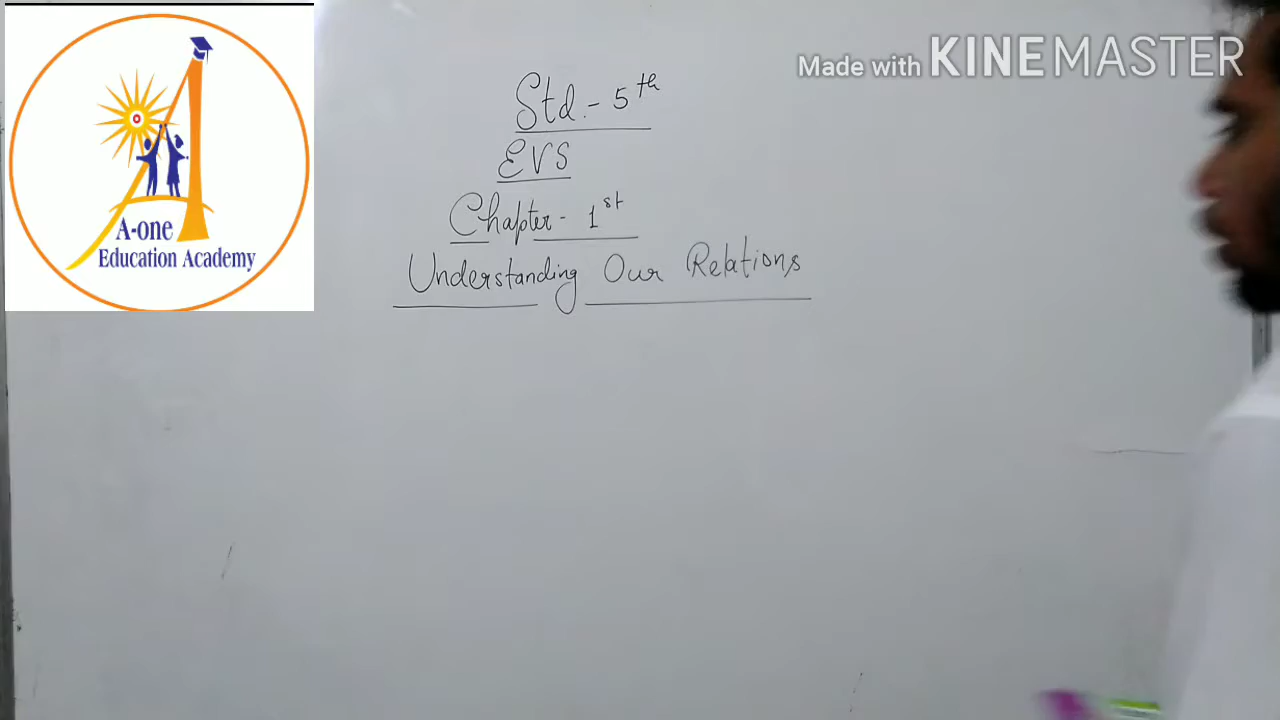 Made with KINEMASTER
Std.- 5th
EVS
Chapter- 1st
Understanding Our Relations
A-one
Education Academy